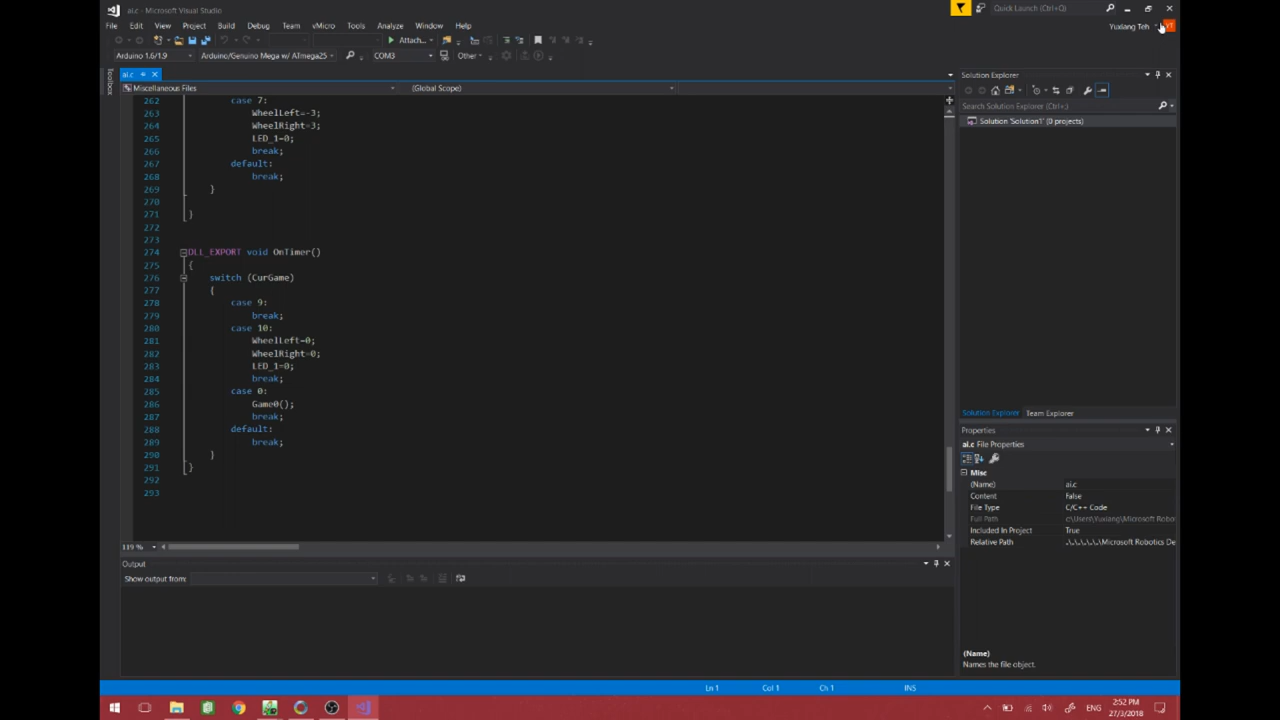 ai.c - Microsoft Visual Studio
Quick Launch (Ctrl+Q)
File Edit View Project Build Debug Team vMicro Tools Analyze Window Help
Yuxiang Teh YT
Attach...
Arduino 1.6/1.9 Arduino/Genuino Mega w/ ATmega25 COM3 Other
Toolbox
ai.c
Miscellaneous Files (Global Scope)
262 case 7:
263 WheelLeft=-3;
264 WheelRight=3;
265 LED_1=0;
266 break;
267 default:
268 break;
269 }
270
271 }
272
273
274 DLL_EXPORT void OnTimer()
275 {
276 switch (CurGame)
277 {
278 case 9:
279 break;
280 case 10:
281 WheelLeft=0;
282 WheelRight=0;
283 LED_1=0;
284 break;
285 case 0:
286 Game0();
287 break;
288 default:
289 break;
290 }
291 }
292
293
119 %
Output
Show output from:
Solution Explorer
Search Solution Explorer (Ctrl+;)
Solution 'Solution1' (0 projects)
Solution Explorer Team Explorer
Properties
ai.c File Properties
Misc
(Name) ai.c
Content False
File Type C/C++ Code
Full Path c:\Users\Yuxiang\Microsoft Robo
Included In Project True
Relative Path ..\..\..\..\..\Microsoft Robotics De
(Name)
Names the file object.
Ln 1 Col 1 Ch 1 INS
ENG
2:52 PM
27/3/2018